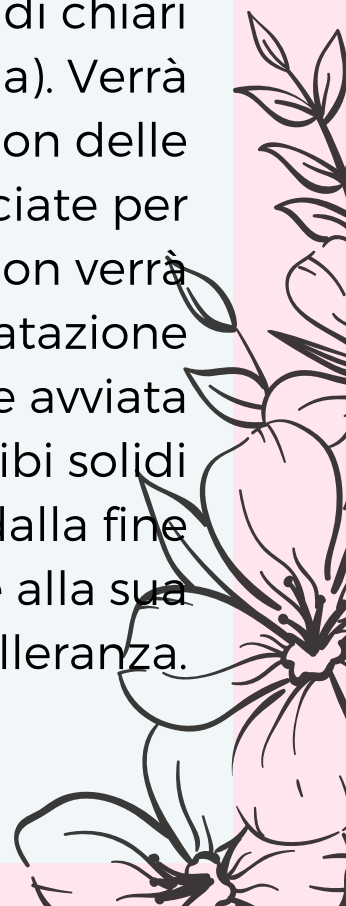 di chiari
a). Verrà
on delle
ciate per
on verrà
atazione
e avviata
ibi solidi
dalla fine
e alla sua
lleranza.